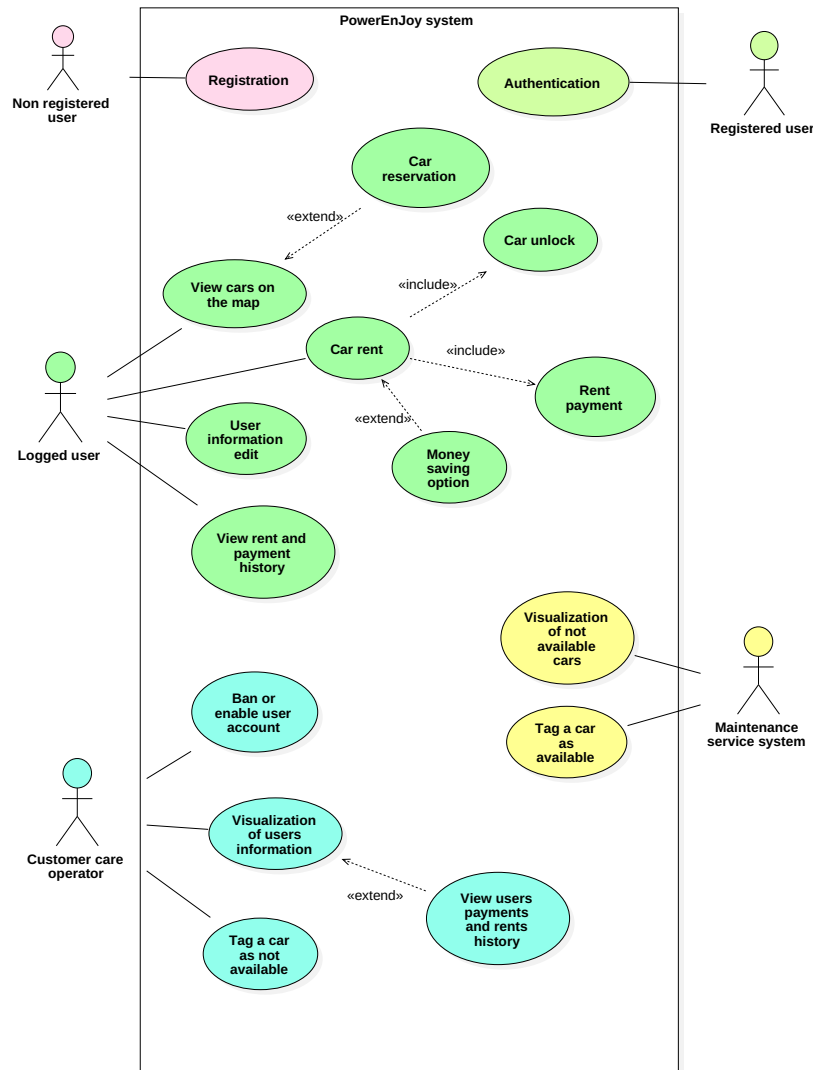 PowerEnJoy system
Non registered
user
Registration
Authentication
Registered user
Car
reservation
«extend»
Car unlock
View cars on
the map
«include»
Car rent
«include»
Rent
payment
Logged user
User
information
edit
«extend»
Money
saving
option
View rent and
payment
history
Visualization
of not
available
cars
Ban or
enable user
account
Tag a car
as
available
Maintenance
service system
Customer care
operator
Visualization
of users
information
«extend»
View users
payments
and rents
history
Tag a car
as not
available